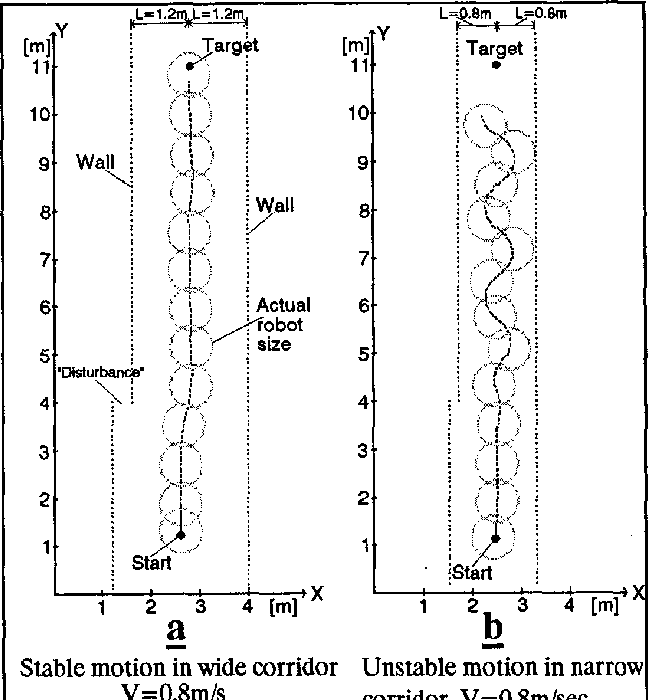 L=1.2m L=1.2m
Y
[m]
Target
11
10
9
8
7
6
5
4
3
2
1
Wall
Wall
Actual
robot
size
"Disturbance"
Start
1 2 3 4 [m] X
a
Stable motion in wide corridor
V=0.8m/s
L=0.8m L=0.8m
Y
[m]
Target
11
10
9
8
7
6
5
4
3
2
1
Start
1 2 3 4 [m] X
b
Unstable motion in narrow
corridor V=0.8m/sec